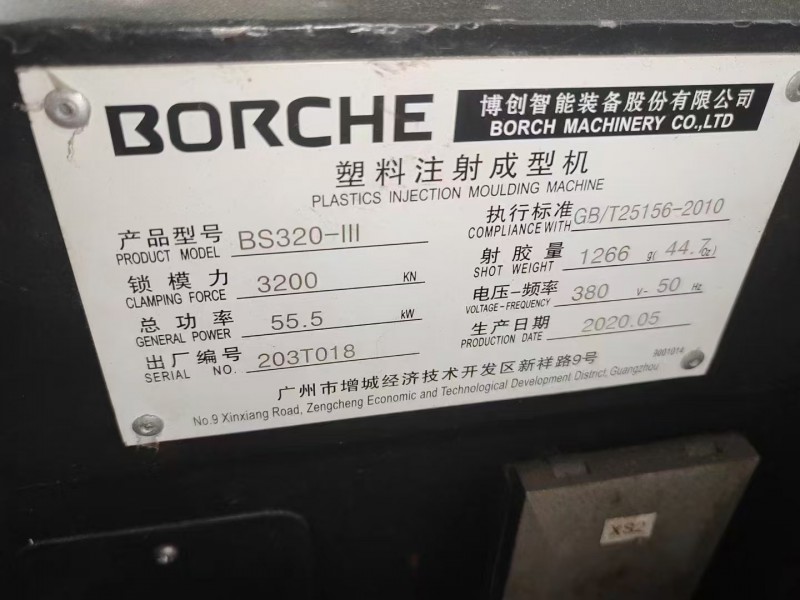 BORCHE
博创智能装备股份有限公司
BORCH MACHINERY CO.,LTD
塑料注射成型机
PLASTICS INJECTION MOULDING MACHINE
产品型号 BS320-III
PRODUCT MODEL
执行标准 GB/T25156-2010
COMPLIANCE WITH
锁模力 3200 KN
CLAMPING FORCE
射胶量 1266 g( 44.7 oz)
SHOT WEIGHT
总功率 55.5 kW
GENERAL POWER
电压-频率 380 V- 50 Hz
VOLTAGE-FREQUENCY
出厂编号 203T018
SERIAL NO.
生产日期 2020.05
PRODUCTION DATE
9001014
广州市增城经济技术开发区新祥路9号
No.9 Xinxiang Road, Zengcheng Economic and Technological Development District, Guangzhou
XS2